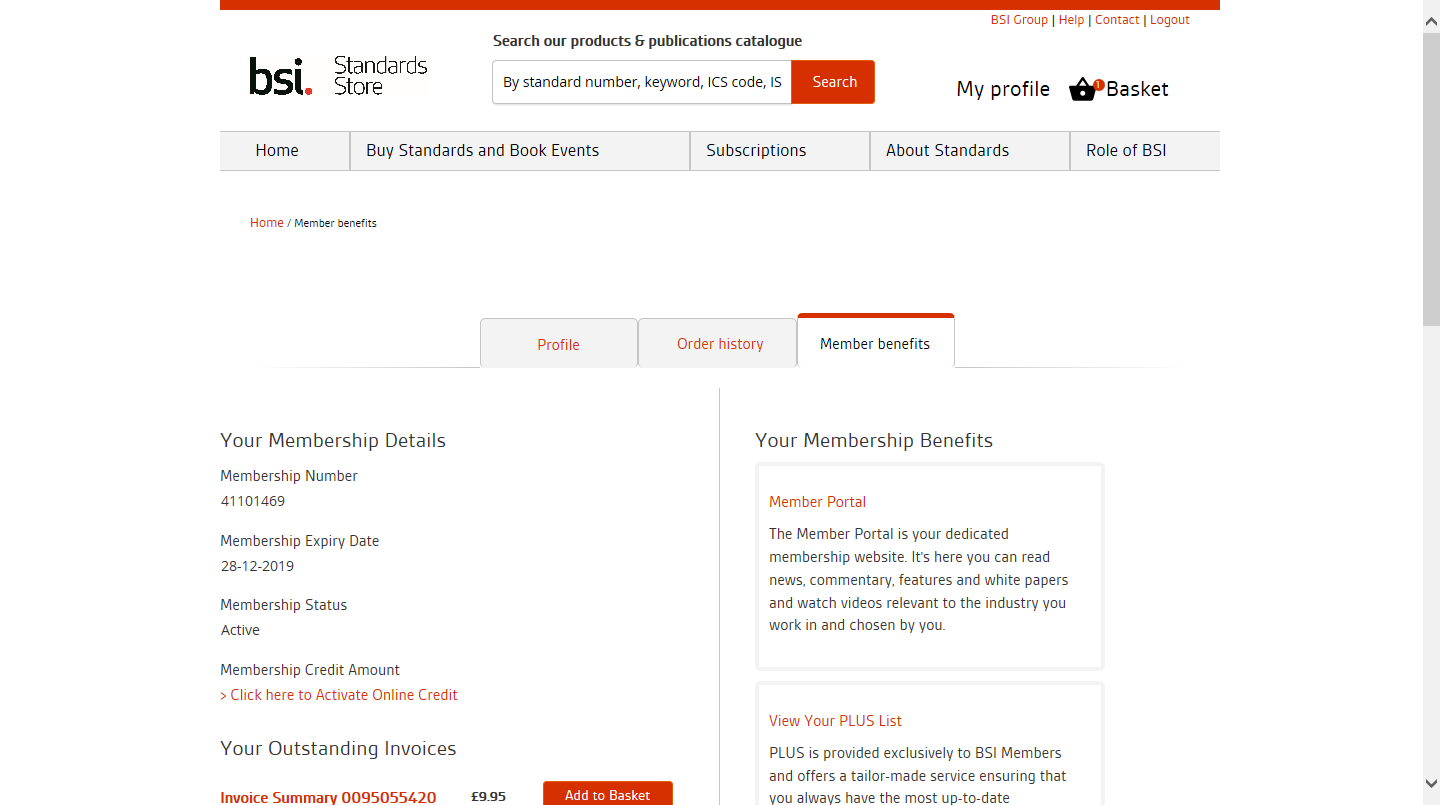 BSI Group | Help | Contact | Logout
Search our products & publications catalogue
bsi. Standards
Store
By standard number, keyword, ICS code, IS
Search
My profile
1
Basket
Home
Buy Standards and Book Events
Subscriptions
About Standards
Role of BSI
Home / Member benefits
Profile
Order history
Member benefits
Your Membership Details
Membership Number
41101469
Membership Expiry Date
28-12-2019
Membership Status
Active
Membership Credit Amount
> Click here to Activate Online Credit
Your Outstanding Invoices
Invoice Summary 0095055420 £9.95 Add to Basket
Your Membership Benefits
Member Portal
The Member Portal is your dedicated
membership website. It's here you can read
news, commentary, features and white papers
and watch videos relevant to the industry you
work in and chosen by you.
View Your PLUS List
PLUS is provided exclusively to BSI Members
and offers a tailor-made service ensuring that
you always have the most up-to-date